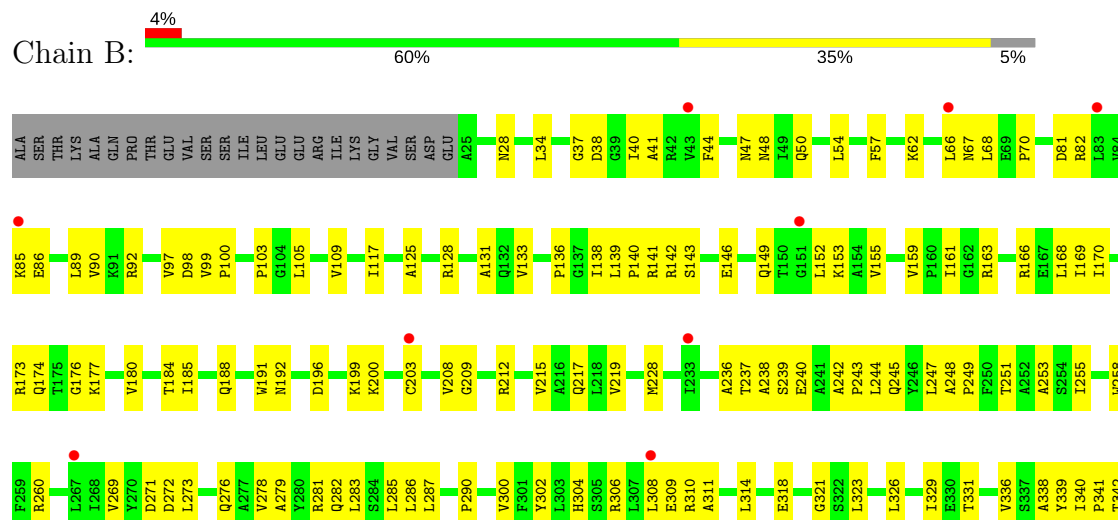 4%
Chain B:
60% 35% 5%
ALA SER THR LYS ALA GLN PRO THR GLU VAL SER SER ILE LEU GLU GLU ARG ILE LYS GLY VAL SER ASP GLU A25 N28 L34 G37 D38 G39 I40 A41 R42 V43 F44 N47 N48 I49 Q50 L54 F57 K62 L66 N67 L68 E69 P70 D81 R82 L83 V84
K85 E86 L89 V90 K91 R92 V97 D98 V99 P100 P103 G104 L105 V109 I117 A125 R128 A131 Q132 V133 P136 G137 I138 L139 P140 R141 R142 S143 E146 Q149 T150 G151 L152 K153 A154 V155 V159 P160 I161 G162 R163 R166 E167 L168 I169 I170
R173 Q174 T175 G176 K177 V180 T184 I185 Q188 W191 N192 D196 K199 K200 C203 V208 G209 R212 V215 A216 Q217 L218 V219 M228 I233 A236 T237 A238 S239 E240 A241 A242 P243 L244 Q245 Y246 L247 A248 P249 F250 T251 A252 A253 S254 I255 W258
F259 R260 L267 I268 V269 Y270 D271 D272 L273 Q276 A277 V278 A279 Y280 R281 Q282 L283 S284 L285 L286 L287 P290 V300 F301 Y302 L303 H304 S305 R306 L307 L308 E309 R310 A311 L314 E318 G321 S322 L323 L326 I329 E330 T331 V336 S337 A338 Y339 I340 P341